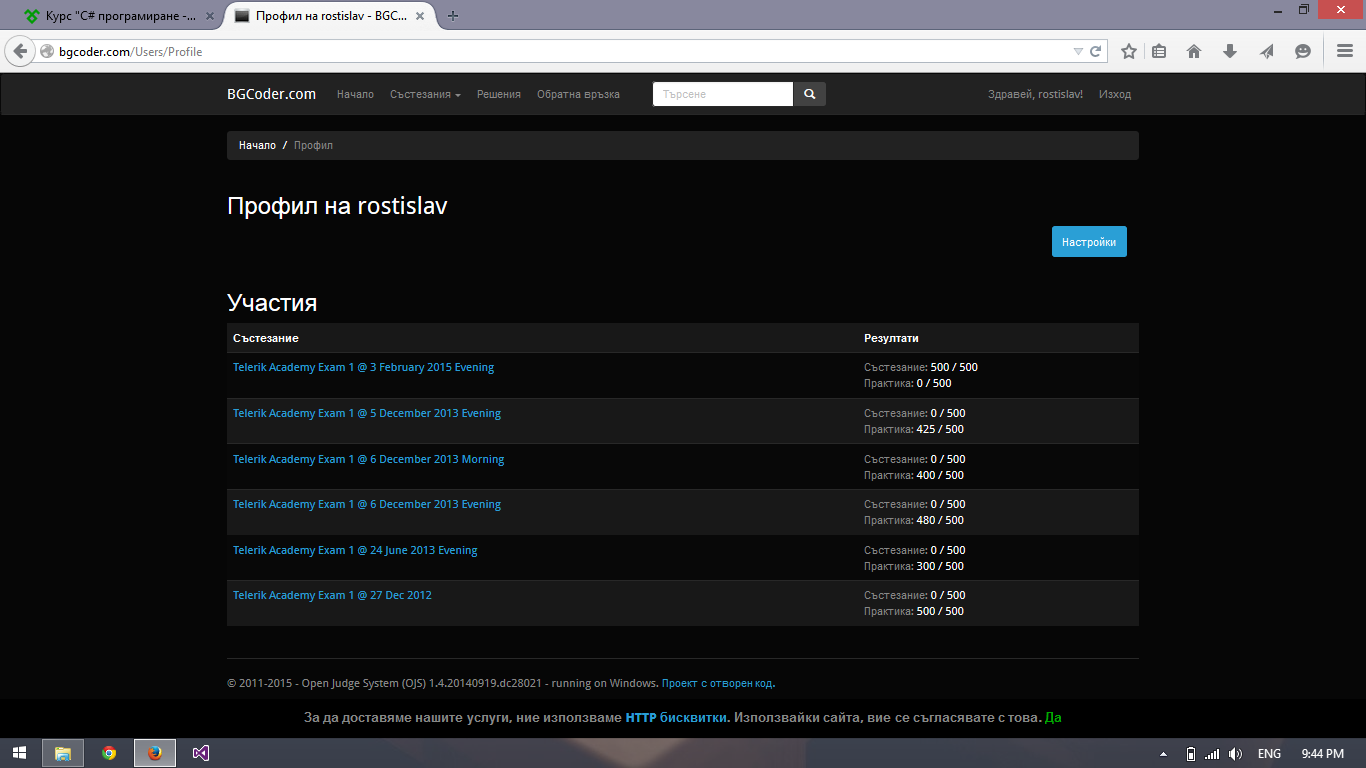 Курс "C# програмиране -...
Профил на rostislav - BGC...
bgcoder.com/Users/Profile
BGCoder.com Начало Състезания Решения Обратна връзка Търсене Здравей, rostislav! Изход
Начало / Профил
Профил на rostislav
Настройки
Участия
Състезание Резултати
Telerik Academy Exam 1 @ 3 February 2015 Evening Състезание: 500 / 500
Практика: 0 / 500
Telerik Academy Exam 1 @ 5 December 2013 Evening Състезание: 0 / 500
Практика: 425 / 500
Telerik Academy Exam 1 @ 6 December 2013 Morning Състезание: 0 / 500
Практика: 400 / 500
Telerik Academy Exam 1 @ 6 December 2013 Evening Състезание: 0 / 500
Практика: 480 / 500
Telerik Academy Exam 1 @ 24 June 2013 Evening Състезание: 0 / 500
Практика: 300 / 500
Telerik Academy Exam 1 @ 27 Dec 2012 Състезание: 0 / 500
Практика: 500 / 500
© 2011-2015 - Open Judge System (OJS) 1.4.20140919.dc28021 - running on Windows. Проект с отворен код.
За да доставяме нашите услуги, ние използваме HTTP бисквитки. Използвайки сайта, вие се съгласявате с това. Да
ENG 9:44 PM